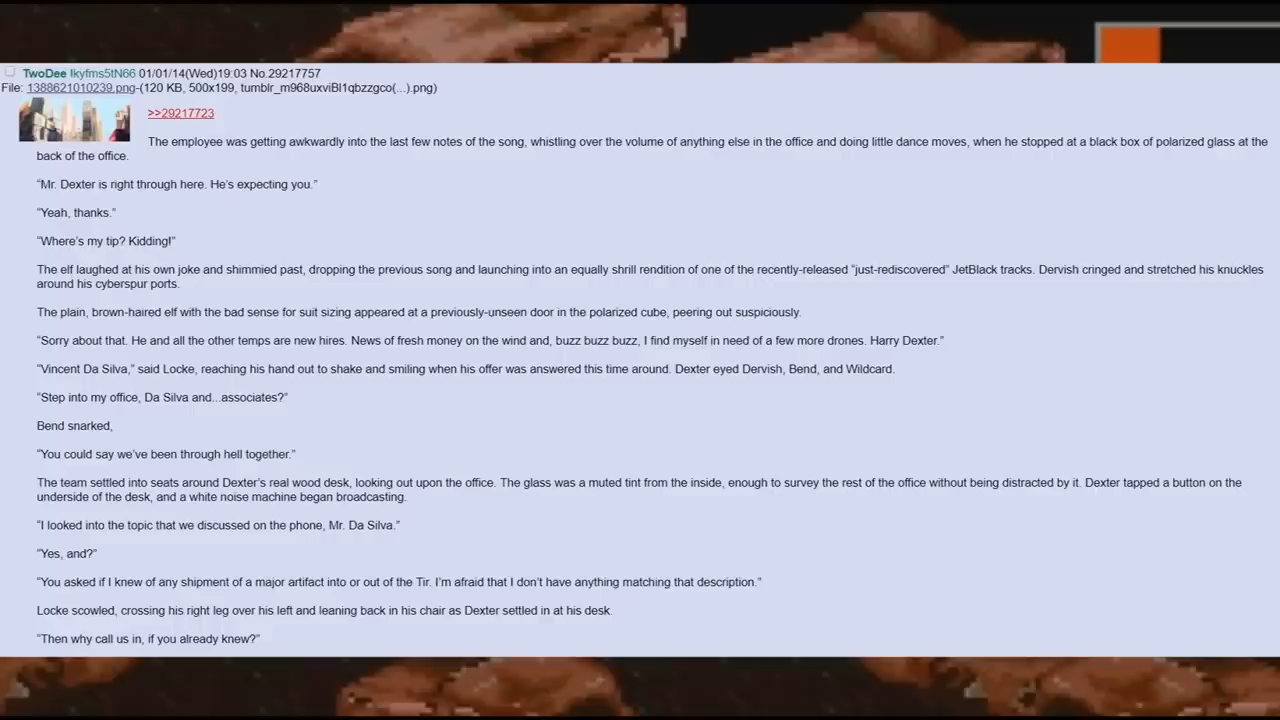 TwoDee !kyfms5tN66 01/01/14(Wed)19:03 No.29217757
File: 1388621010239.png-(120 KB, 500x199, tumblr_m968uxviBl1qbzzgco(...).png)
>>29217723
The employee was getting awkwardly into the last few notes of the song, whistling over the volume of anything else in the office and doing little dance moves, when he stopped at a black box of polarized glass at the
back of the office.
“Mr. Dexter is right through here. He’s expecting you.”
“Yeah, thanks.”
“Where’s my tip? Kidding!”
The elf laughed at his own joke and shimmied past, dropping the previous song and launching into an equally shrill rendition of one of the recently-released “just-rediscovered” JetBlack tracks. Dervish cringed and stretched his knuckles
around his cyberspur ports.
The plain, brown-haired elf with the bad sense for suit sizing appeared at a previously-unseen door in the polarized cube, peering out suspiciously.
“Sorry about that. He and all the other temps are new hires. News of fresh money on the wind and, buzz buzz buzz, I find myself in need of a few more drones. Harry Dexter.”
“Vincent Da Silva,” said Locke, reaching his hand out to shake and smiling when his offer was answered this time around. Dexter eyed Dervish, Bend, and Wildcard.
“Step into my office, Da Silva and...associates?”
Bend snarked,
“You could say we’ve been through hell together.”
The team settled into seats around Dexter’s real wood desk, looking out upon the office. The glass was a muted tint from the inside, enough to survey the rest of the office without being distracted by it. Dexter tapped a button on the
underside of the desk, and a white noise machine began broadcasting.
“I looked into the topic that we discussed on the phone, Mr. Da Silva.”
“Yes, and?”
“You asked if I knew of any shipment of a major artifact into or out of the Tir. I’m afraid that I don’t have anything matching that description.”
Locke scowled, crossing his right leg over his left and leaning back in his chair as Dexter settled in at his desk.
“Then why call us in, if you already knew?”